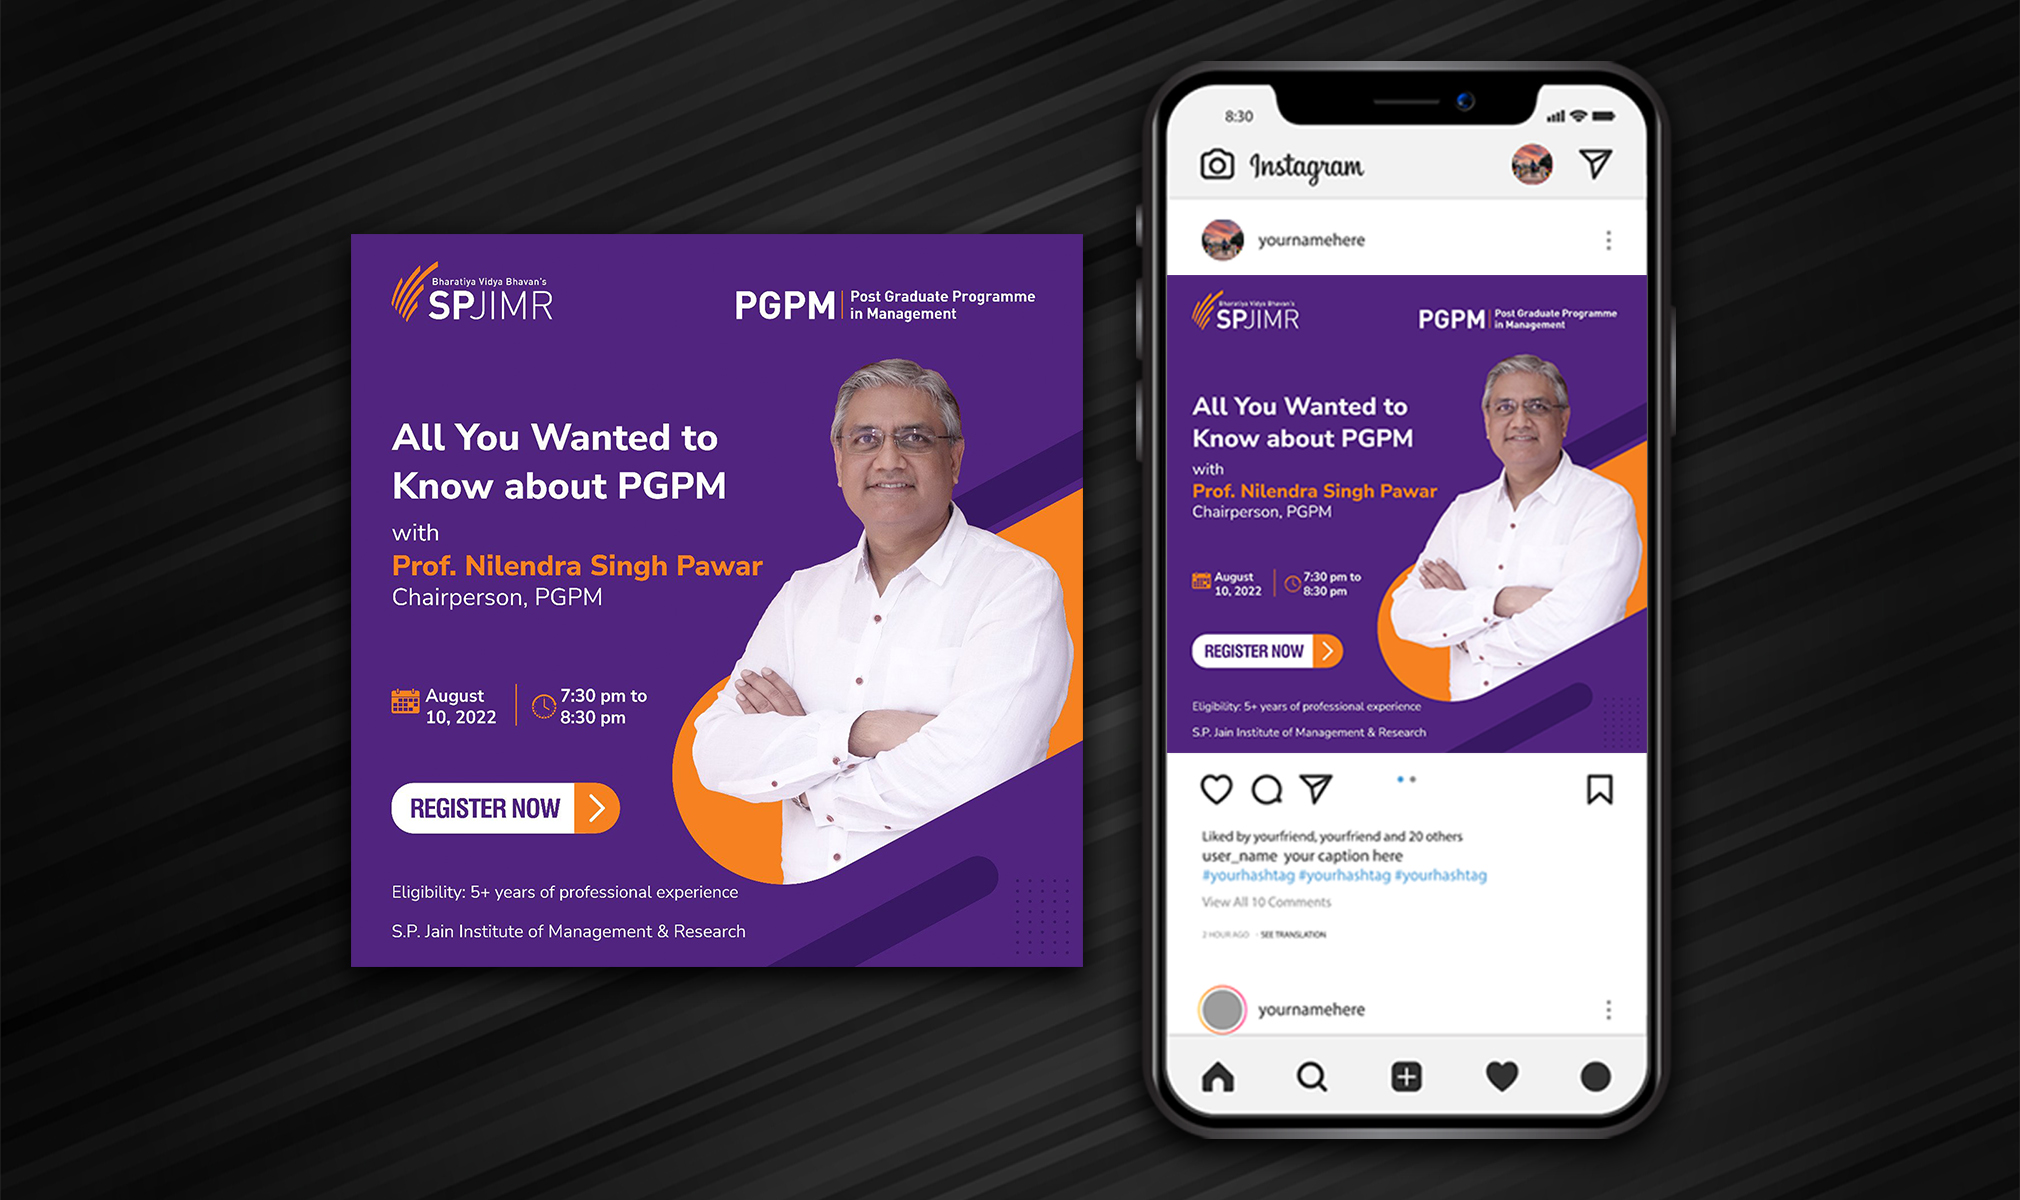 Bharatiya Vidya Bhavan's
SPJIMR
PGPM
Post Graduate Programme
in Management
All You Wanted to
Know about PGPM
with
Prof. Nilendra Singh Pawar
Chairperson, PGPM
August
10, 2022
7:30 pm to
8:30 pm
REGISTER NOW
Eligibility: 5+ years of professional experience
S.P. Jain Institute of Management & Research
8:30
Instagram
yournamehere
Bharatiya Vidya Bhavan's
SPJIMR
PGPM
Post Graduate Programme
in Management
All You Wanted to
Know about PGPM
with
Prof. Nilendra Singh Pawar
Chairperson, PGPM
August
10, 2022
7:30 pm to
8:30 pm
REGISTER NOW
Eligibility: 5+ years of professional experience
S.P. Jain Institute of Management & Research
Liked by yourfriend, yourfriend and 20 others
user_name your caption here
#yourhashtag #yourhashtag #yourhashtag
View All 10 Comments
2 HOUR AGO · SEE TRANSLATION
yournamehere